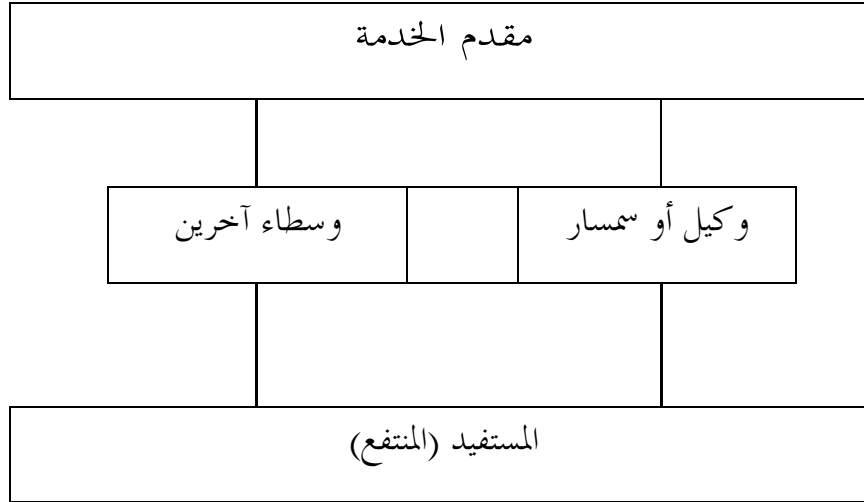 مقدم الخدمة
وكيل أو سمسار
وسطاء آخرين
المستفيد (المنتفع)